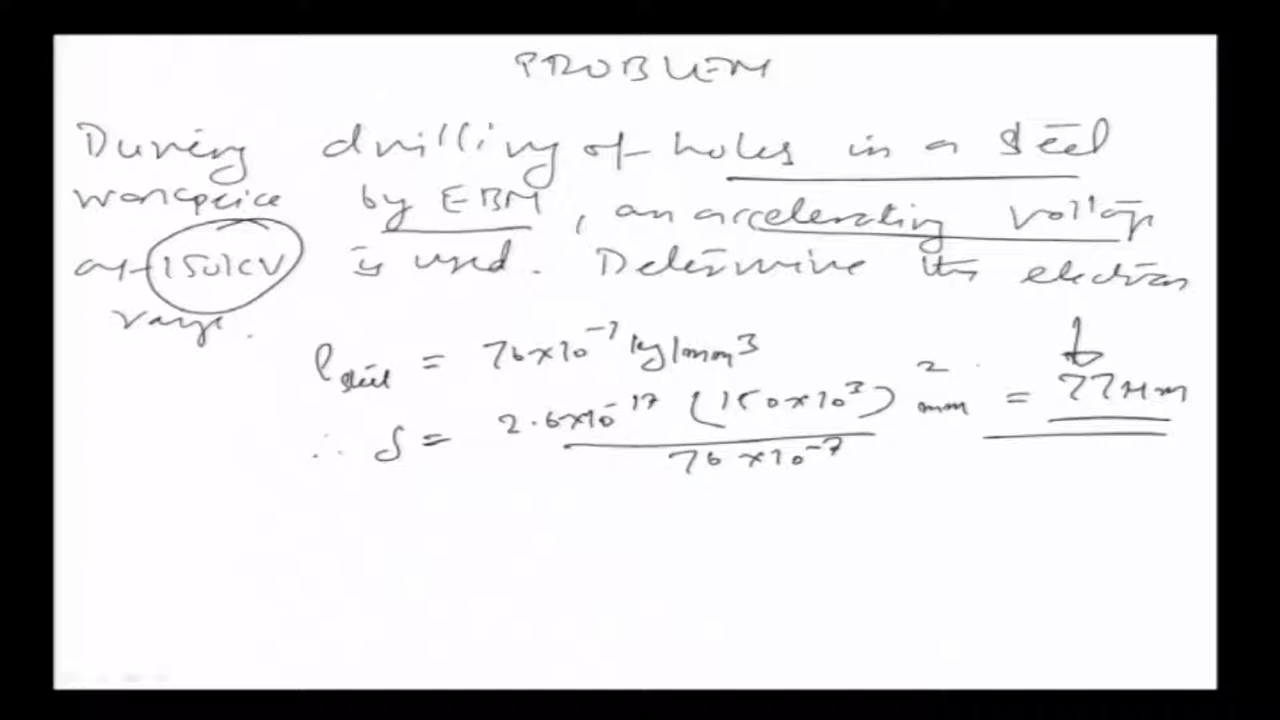 PROBLEM
During drilling of holes in a steel
workpeice by EBM, an accelerating voltage
of 150kV is used. Determine the electron
range.
ρsteel = 76×10⁻⁷ kg/mm³
∴ δ = 2.6×10⁻¹⁷ (150×10³)² / 76×10⁻⁷ mm = 77μm